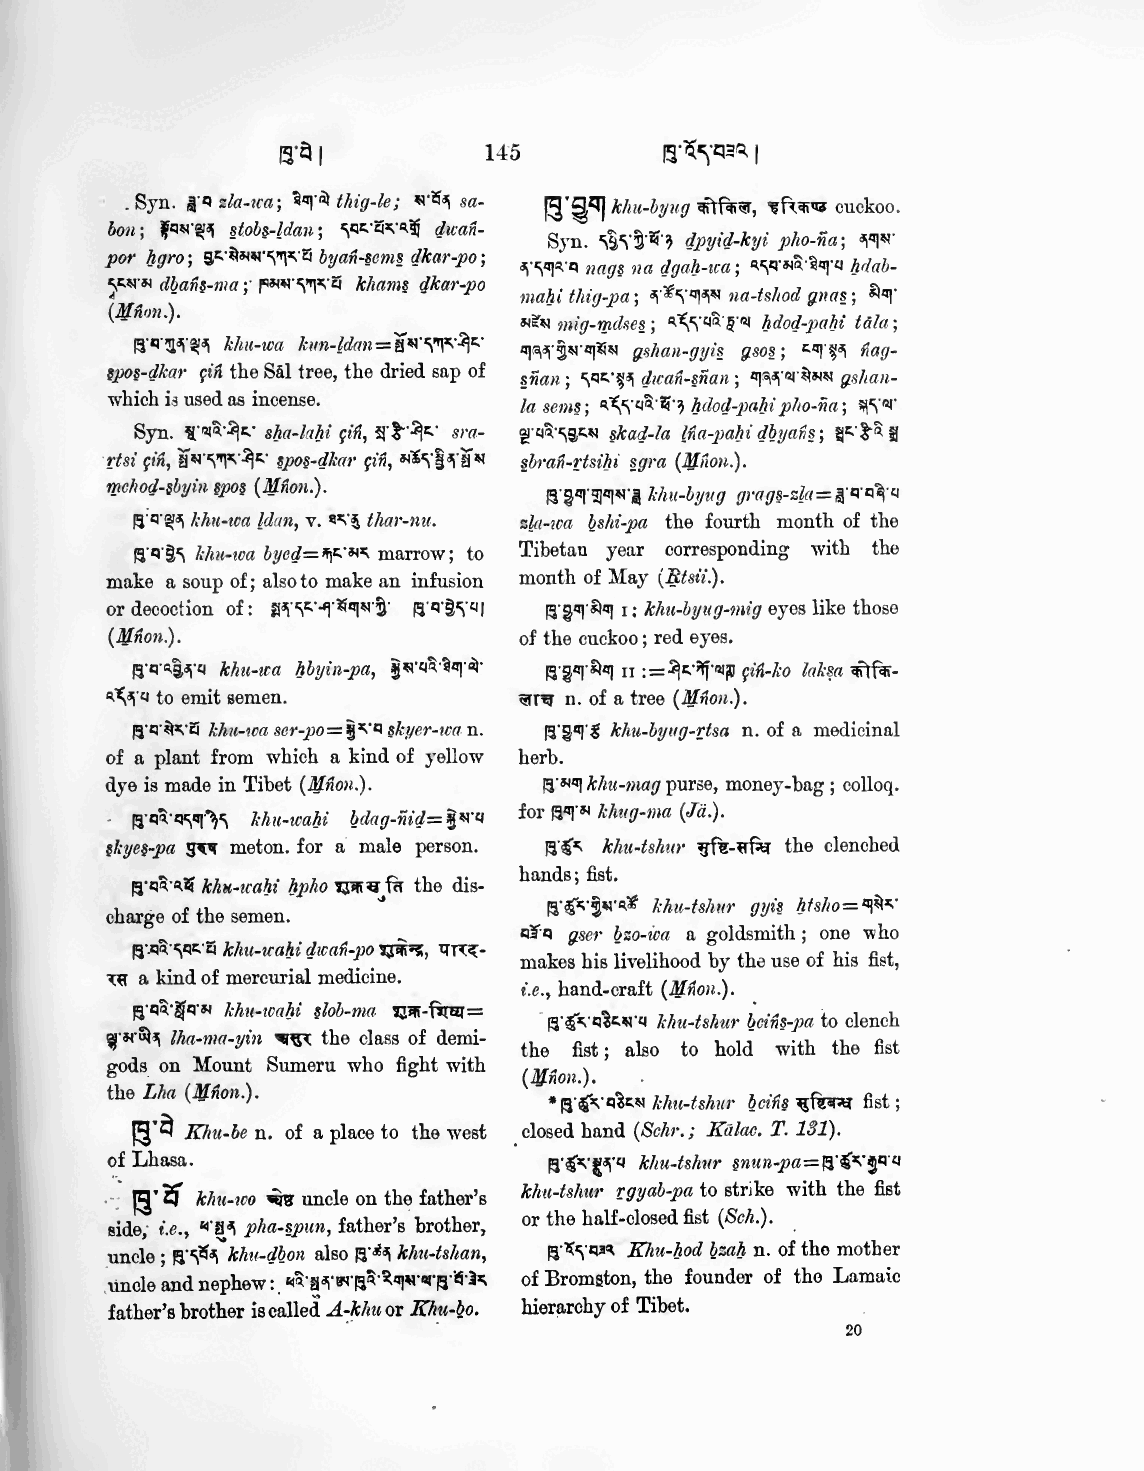 ཁུ་བེ། 145 ཁུ་འོད་བཟའ།
Syn. ཟླ་བ zla-wa; ཐིག་ལེ thig-le; ས་བོན sa-
bon; སྟོབས་ལྡན stobs-ldan; དབང་པོར་འགྲོ dwań-
por hgro; བྱང་སེམས་དཀར་པོ byań-sems dkar-po;
དྭངས་མ dbańs-ma; ཁམས་དཀར་པོ khams dkar-po
(Mńon.).
ཁུ་བ་ཀུན་ལྡན khu-wa kun-ldan=སྤོས་དཀར་ཤིང་
spos-dkar çiń the Sâl tree, the dried sap of
which is used as incense.
Syn. ས་ལའི་ཤིང་ sha-lahi çiń, སྲ་རྩི་ཤིང་ sra-
rtsi çiń, སྤོས་དཀར་ཤིང་ spos-dkar çiń, མཆོད་སྦྱིན་སྤོས
mchod-sbyin spos (Mńon.).
ཁུ་བ་ལྡན khu-wa ldan, v. ཐར་ནུ thar-nu.
ཁུ་བ་བྱེད khu-wa byed=རྐང་མར marrow; to
make a soup of; also to make an infusion
or decoction of: སྨན་དང་ཤ་སོགས་ཀྱི་ ཁུ་བ་བྱེད་པ།
(Mńon.).
ཁུ་བ་འབྱིན་པ khu-wa hbyin-pa, སྐྱེས་པའི་ཐིག་ལེ་
འདོན་པ to emit semen.
ཁུ་བ་སེར་པོ khu-wa ser-po=སྐྱེར་བ skyer-wa n.
of a plant from which a kind of yellow
dye is made in Tibet (Mńon.).
ཁུ་བའི་བདག་ཉིད khu-wahi bdag-ñid=སྐྱེས་པ
skyes-pa पुरुष meton. for a male person.
ཁུ་བའི་འཕོ khu-wahi hpho शुक्रस्रुति the dis-
charge of the semen.
ཁུ་བའི་དབང་པོ khu-wahi dwań-po शुक्रेन्द्र, पारद-
रस a kind of mercurial medicine.
ཁུ་བའི་སློབ་མ khu-wahi slob-ma शुक्र-शिष्य=
ལྷ་མ་ཡིན lha-ma-yin असुर the class of demi-
gods on Mount Sumeru who fight with
the Lha (Mńon.).
ཁུ་བེ Khu-be n. of a place to the west
of Lhasa.
ཁུ་བོ khu-wo ज्येष्ठ uncle on the father's
side, i.e., ཕ་སྤུན pha-spun, father's brother,
uncle; ཁུ་དབོན khu-dbon also ཁུ་ཚན khu-tshan,
uncle and nephew: ཕའི་སྤུན་ཨ་ཁུའི་རིགས་ལ་ཁུ་བོ་ཟེར
father's brother is called A-khu or Khu-bo.
ཁུ་བྱུག khu-byug कोकिल, हरिकण्ठ cuckoo.
Syn. དཔྱིད་ཀྱི་ཕོ་ཉ dpyid-kyi pho-ña; ནགས་
ན་དགའ་བ nags na dgah-wa; འདབ་མའི་ཐིག་པ hdab-
mahi thig-pa; ན་ཚོད་གནས na-tshod gnas; མིག་
མཛེས mig-mdses; འདོད་པའི་ཏཱ་ལ hdod-pahi tāla;
གཞན་གྱིས་གསོས gshan-gyis gsos; ངག་སྙན ńag-
sñan; དབང་སྙན dwań-sñan; གཞན་ལ་སེམས gshan-
la sems; འདོད་པའི་ཕོ་ཉ hdod-pahi pho-ña; སྐད་ལ་
ལྔ་པའི་དབྱངས skad-la lńa-pahi dbyańs; སྦྲང་རྩིའི་སྒྲ
sbrań-rtsihi sgra (Mńon.).
ཁུ་བྱུག་གྲགས་ཟླ khu-byug grags-zla=ཟླ་བ་བཞི་པ
zla-wa bshi-pa the fourth month of the
Tibetan year corresponding with the
month of May (Rtsii.).
ཁུ་བྱུག་མིག I: khu-byug-mig eyes like those
of the cuckoo; red eyes.
ཁུ་བྱུག་མིག II:=ཤིང་ཀོ་ལཀྵ çiń-ko lakṣa कोकि-
लाक्ष n. of a tree (Mńon.).
ཁུ་བྱུག་རྩ khu-byug-rtsa n. of a medicinal
herb.
ཁུ་མག khu-mag purse, money-bag; colloq.
for ཁུག་མ khug-ma (Jä.).
ཁུ་ཚུར khu-tshur मुष्टि-सन्धि the clenched
hands; fist.
ཁུ་ཚུར་གྱིས་འཚོ khu-tshur gyis htsho=གསེར་
བཟོ་བ gser bzo-wa a goldsmith; one who
makes his livelihood by the use of his fist,
i.e., hand-craft (Mńon.).
ཁུ་ཚུར་བཅིངས་པ khu-tshur bcińs-pa to clench
the fist; also to hold with the fist
(Mńon.).
*ཁུ་ཚུར་བཅིངས khu-tshur bcińs मुष्टिबन्ध fist;
closed hand (Schr.; Kālac. T. 131).
ཁུ་ཚུར་སྣུན་པ khu-tshur snun-pa=ཁུ་ཚུར་རྒྱབ་པ
khu-tshur rgyab-pa to strike with the fist
or the half-closed fist (Sch.).
ཁུ་འོད་བཟའ Khu-hod bzah n. of the mother
of Bromston, the founder of the Lamaic
hierarchy of Tibet.
20